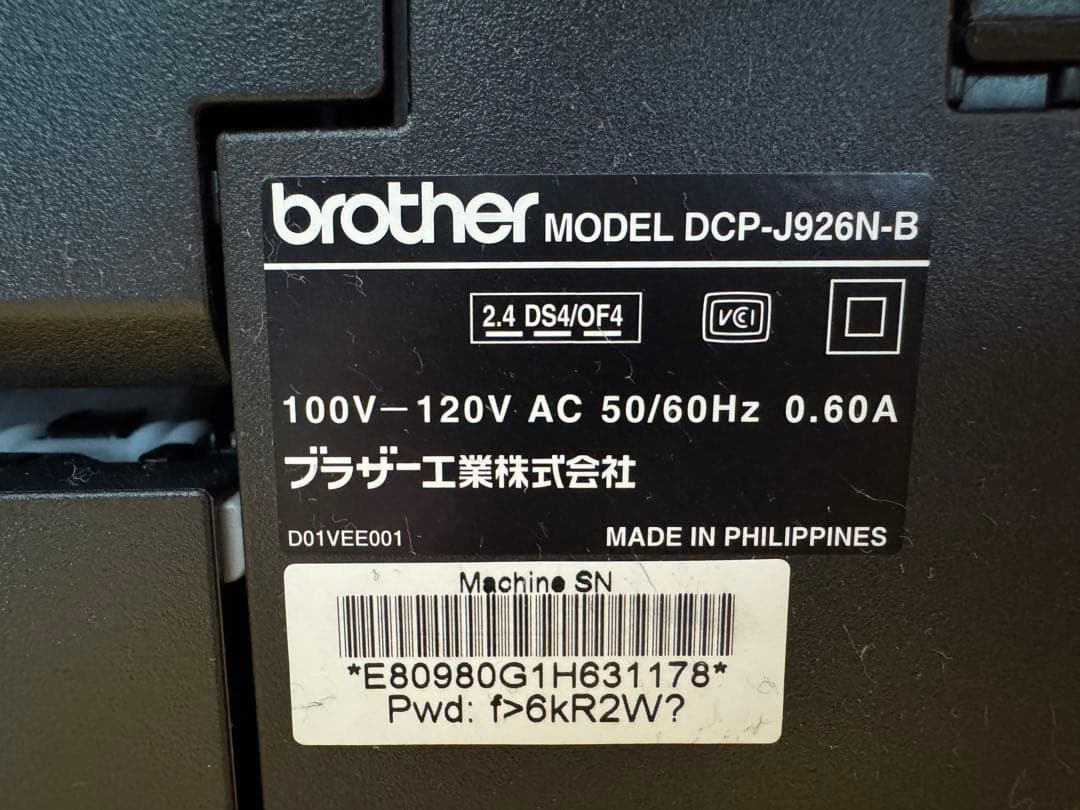 brother MODEL DCP-J926N-B
2.4 DS4/OF4 VCCI
100V-120V AC 50/60Hz 0.60A
ブラザー工業株式会社
D01VEE001 MADE IN PHILIPPINES
Machine SN
*E80980G1H631178*
Pwd: f>6kR2W?